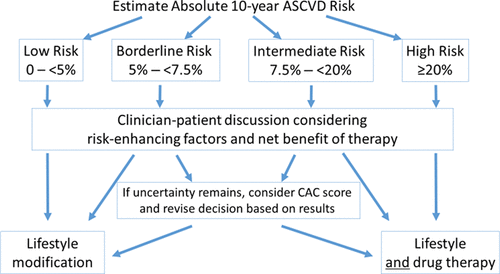 Estimate Absolute 10-year ASCVD Risk
Low Risk
0 – <5%
Borderline Risk
5% – <7.5%
Intermediate Risk
7.5% – <20%
High Risk
≥20%
Clinician-patient discussion considering
risk-enhancing factors and net benefit of therapy
If uncertainty remains, consider CAC score
and revise decision based on results
Lifestyle
modification
Lifestyle
and drug therapy